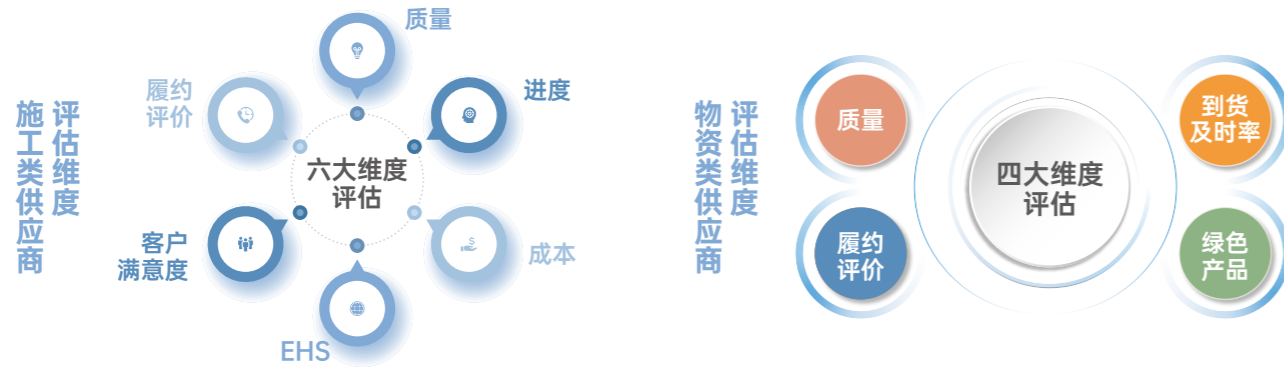 施工类供应商
评估维度
质量
进度
成本
EHS
客户
满意度
履约
评价
六大维度
评估
物资类供应商
评估维度
质量
到货
及时率
履约
评价
绿色
产品
四大维度
评估